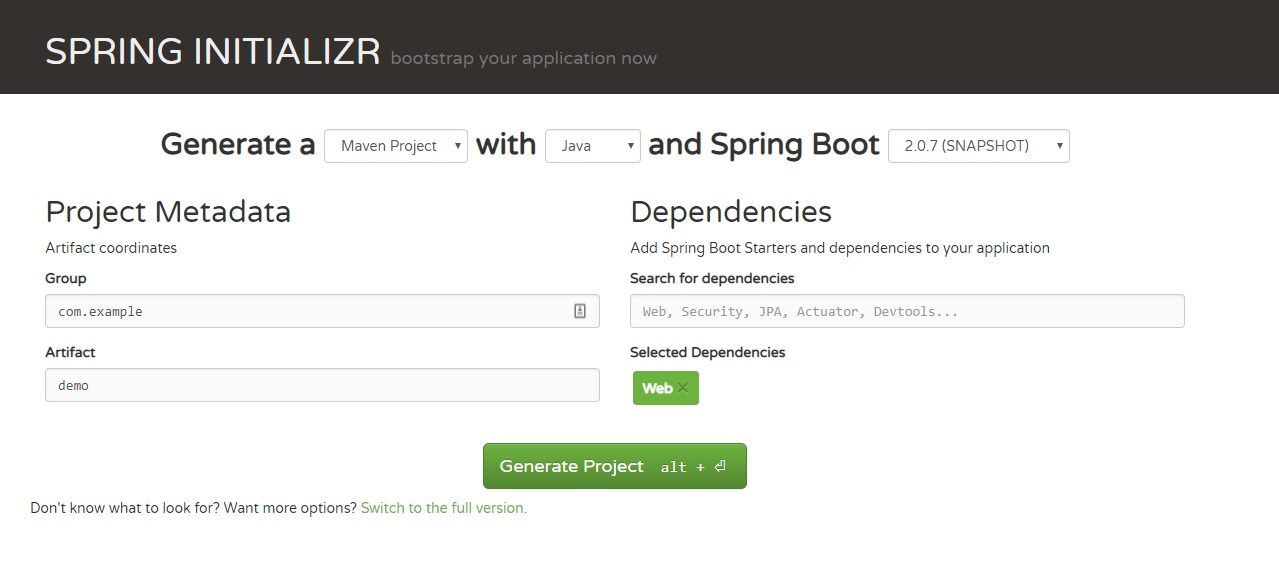 SPRING INITIALIZR bootstrap your application now
Generate a Maven Project with Java and Spring Boot 2.0.7 (SNAPSHOT)
Project Metadata
Artifact coordinates
Group
com.example
Artifact
demo
Dependencies
Add Spring Boot Starters and dependencies to your application
Search for dependencies
Web, Security, JPA, Actuator, Devtools...
Selected Dependencies
Web ×
Generate Project alt + ⏎
Don't know what to look for? Want more options? Switch to the full version.